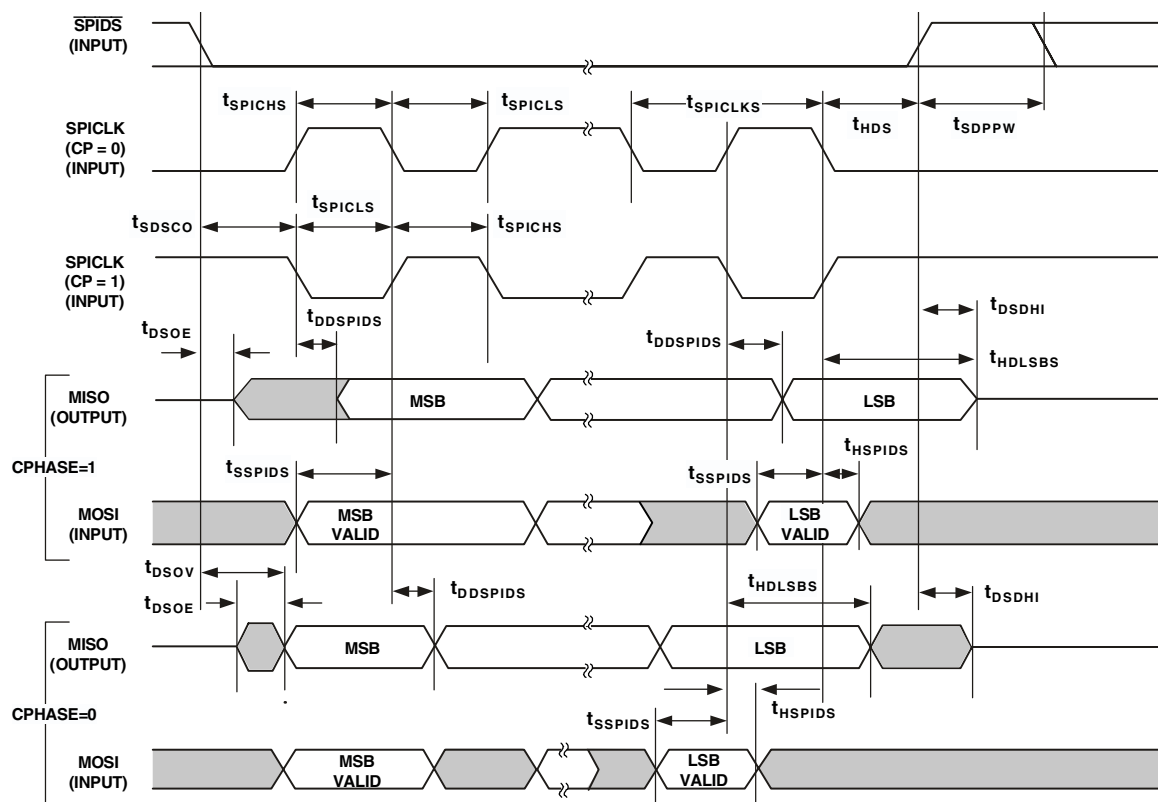 SPIDS
(INPUT)
tSPICHS
tSPICLS
tSPICLKS
tHDS
tSDPPW
SPICLK
(CP = 0)
(INPUT)
tSDSCO
tSPICLS
tSPICHS
SPICLK
(CP = 1)
(INPUT)
tDSOE
tDDSPIDS
tDDSPIDS
tDSDHI
tHDLSBS
CPHASE=1
MISO
(OUTPUT)
MSB
LSB
tSSPIDS
tSSPIDS
tHSPIDS
MOSI
(INPUT)
MSB
VALID
LSB
VALID
tDSOV
tDSOE
tDDSPIDS
tHDLSBS
tDSDHI
CPHASE=0
MISO
(OUTPUT)
MSB
LSB
tSSPIDS
tHSPIDS
MOSI
(INPUT)
MSB
VALID
LSB
VALID